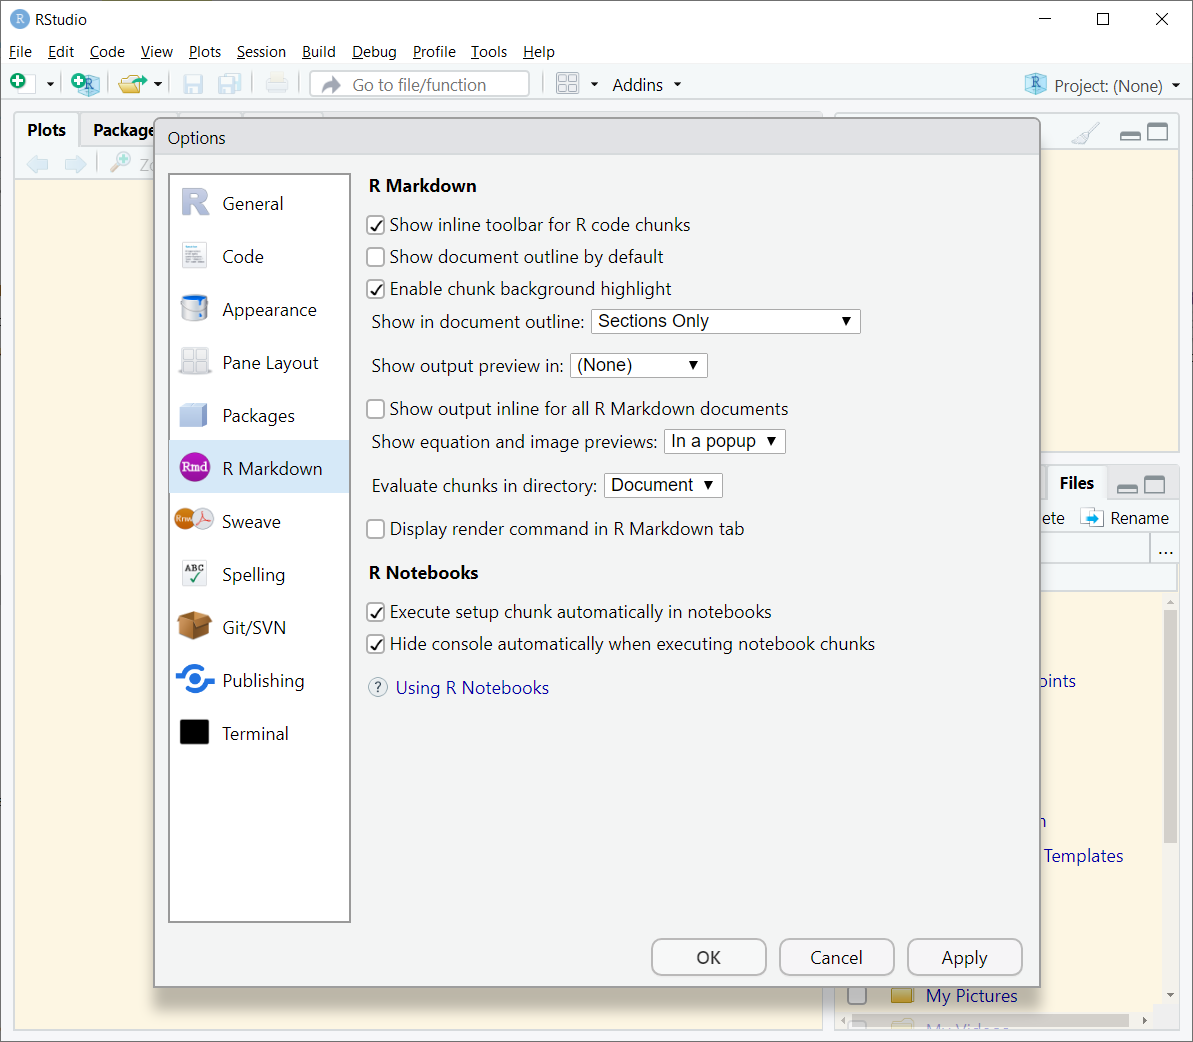 RStudio
File Edit Code View Plots Session Build Debug Profile Tools Help
Go to file/function Addins Project: (None)
Plots
Options
General
Code
Appearance
Pane Layout
Packages
R Markdown
Sweave
Spelling
Git/SVN
Publishing
Terminal
R Markdown
Show inline toolbar for R code chunks
Show document outline by default
Enable chunk background highlight
Show in document outline: Sections Only
Show output preview in: (None)
Show output inline for all R Markdown documents
Show equation and image previews: In a popup
Evaluate chunks in directory: Document
Display render command in R Markdown tab
R Notebooks
Execute setup chunk automatically in notebooks
Hide console automatically when executing notebook chunks
? Using R Notebooks
OK Cancel Apply
Files
Rename
...
Templates
My Pictures